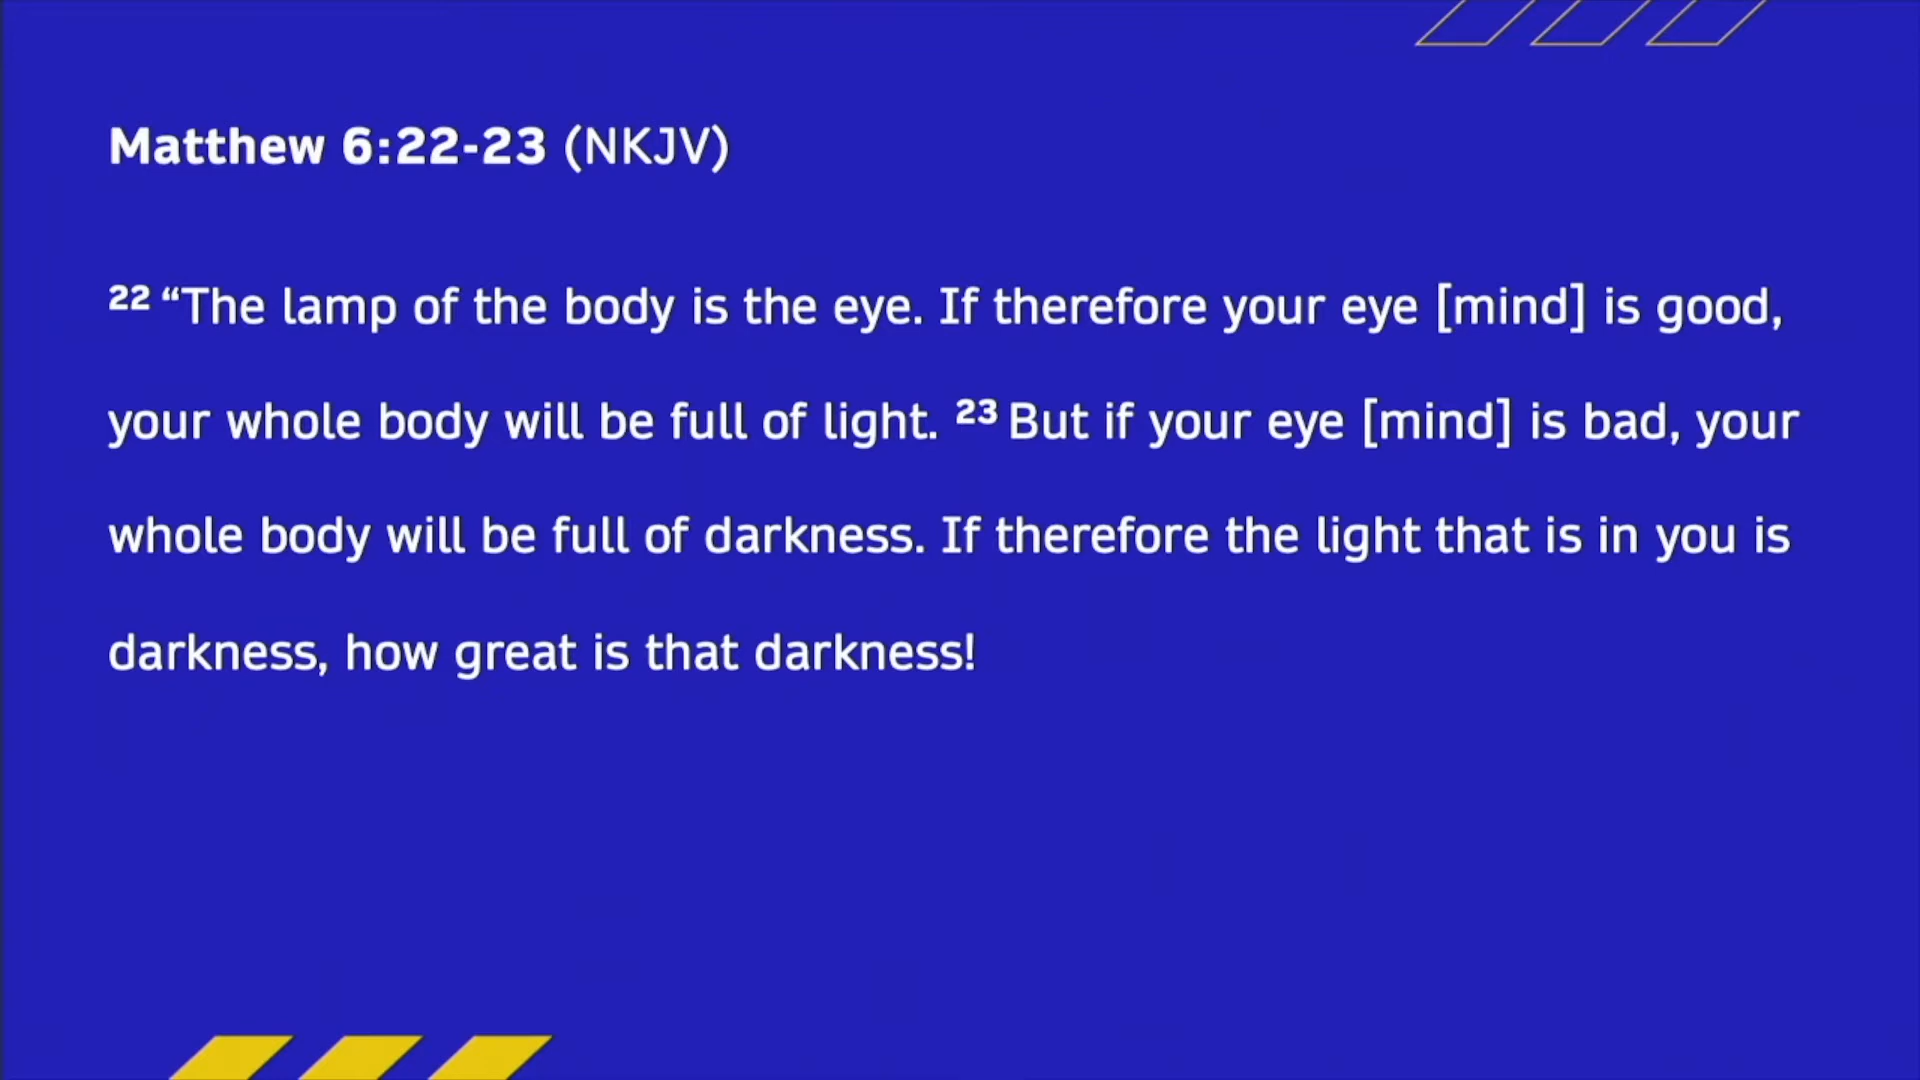 Matthew 6:22-23 (NKJV)
22 “The lamp of the body is the eye. If therefore your eye [mind] is good,
your whole body will be full of light. 23 But if your eye [mind] is bad, your
whole body will be full of darkness. If therefore the light that is in you is
darkness, how great is that darkness!